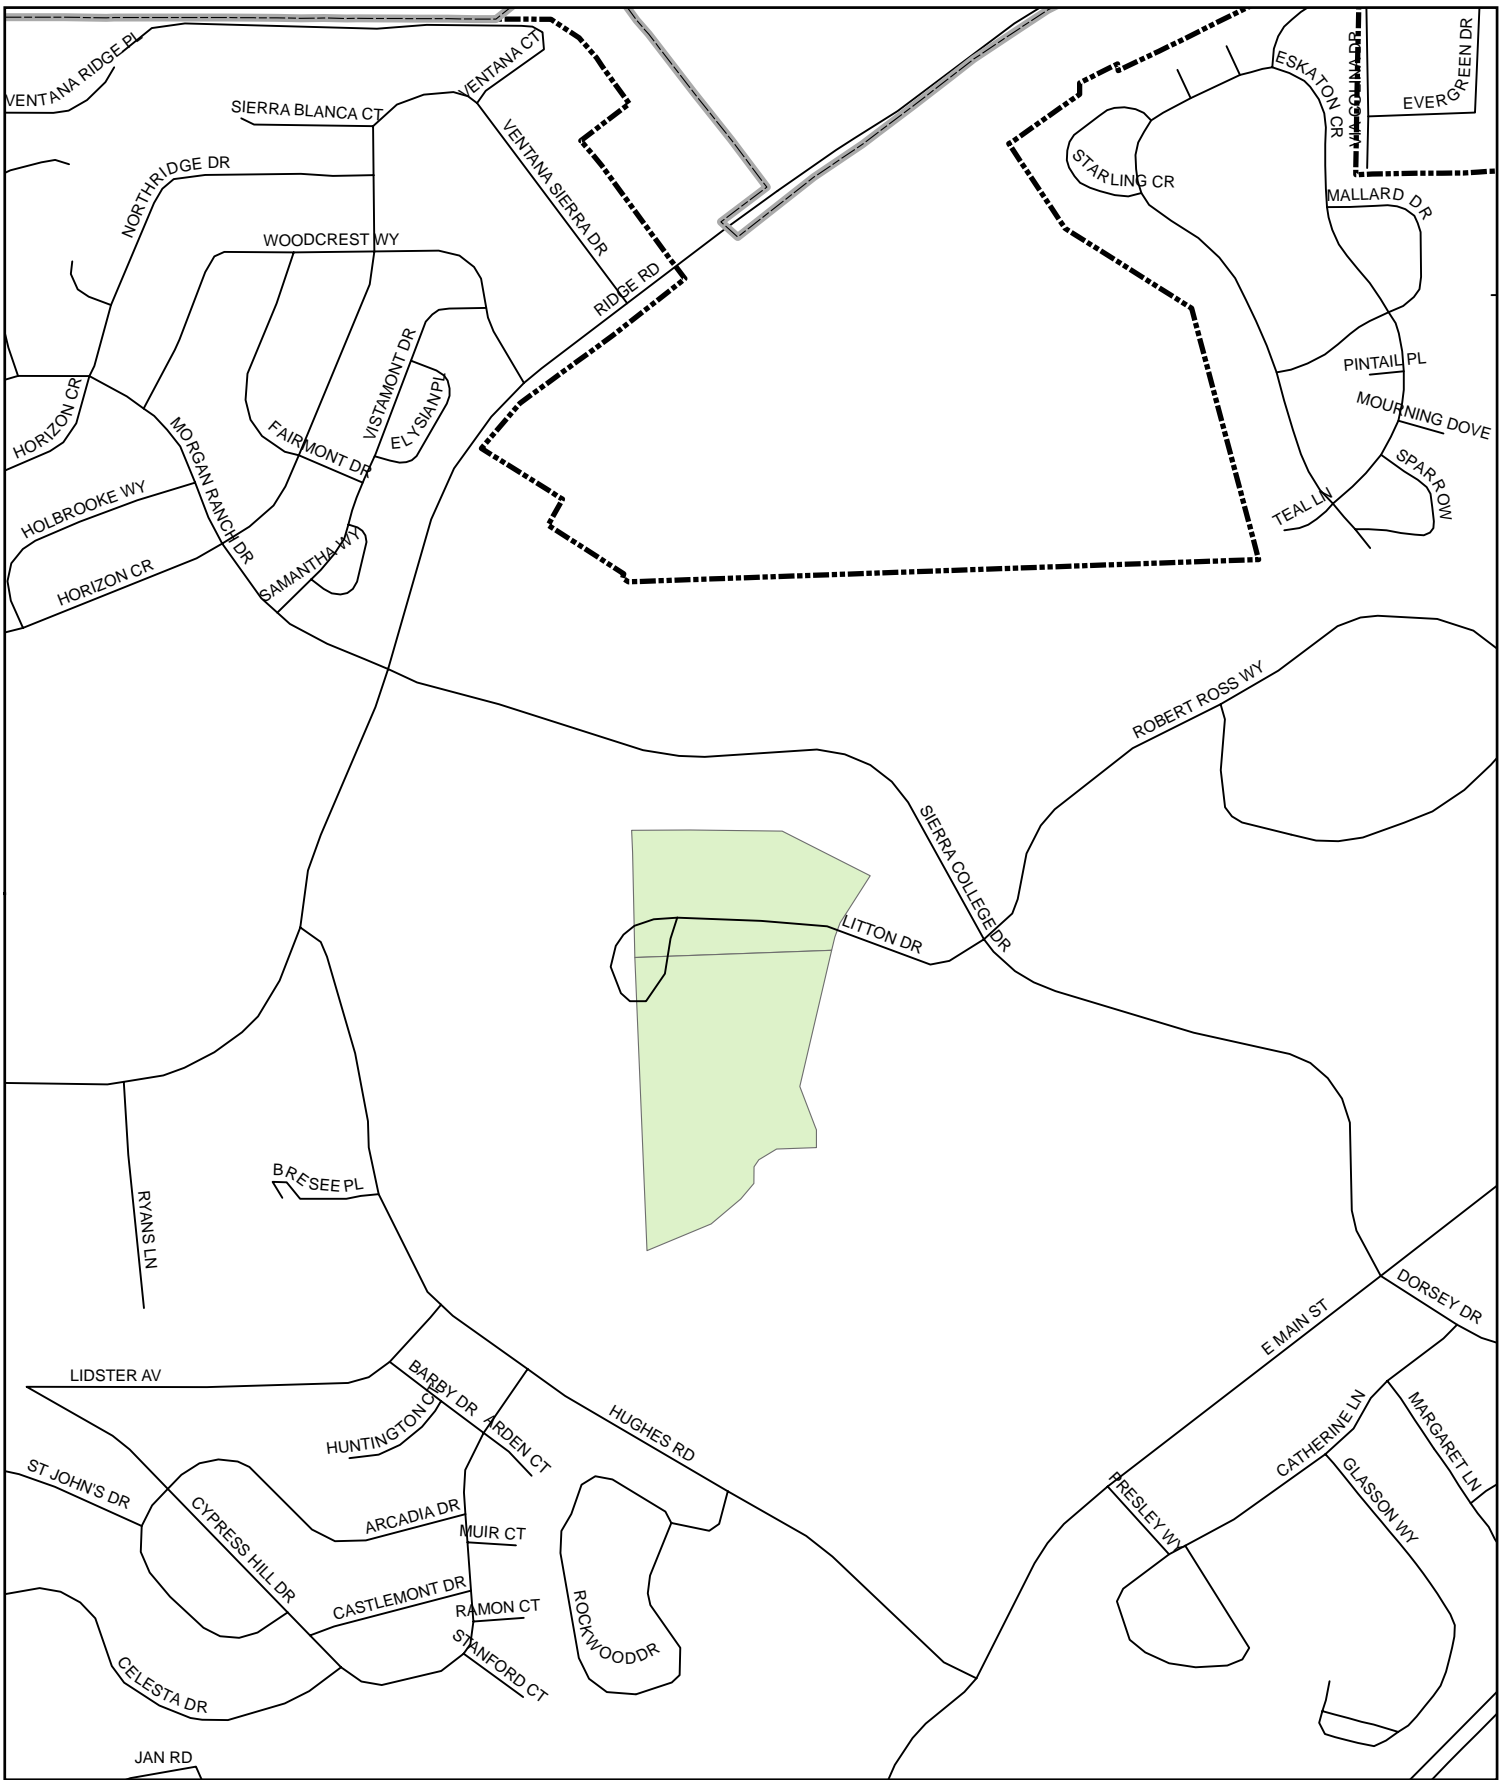 VENTANA RIDGE PL
VENTANA CT
SIERRA BLANCA CT
VENTANA SIERRA DR
NORTHRIDGE DR
WOODCREST WY
RIDGE RD
ESKATON CR
VIA COLINA DR
EVERGREEN DR
STARLING CR
MALLARD DR
PINTAIL PL
MOURNING DOVE
SPARROW
TEAL LN
VISTAMONT DR
ELYSIAN PL
HORIZON CR
MORGAN RANCH DR
FAIRMONT DR
HOLBROOKE WY
SAMANTHA WY
HORIZON CR
ROBERT ROSS WY
SIERRA COLLEGE DR
LITTON DR
BRESEE PL
RYANS LN
DORSEY DR
E MAIN ST
LIDSTER AV
BARBY DR
HUNTINGTON
ARDEN CT
HUGHES RD
CATHERINE LN
MARGARET LN
ST JOHN'S DR
CYPRESS HILL DR
ARCADIA DR
MUIR CT
PRESLEY WY
GLASSON WY
CASTLEMONT DR
RAMON CT
ROCKWOOD DR
STANFORD CT
CELESTA DR
JAN RD